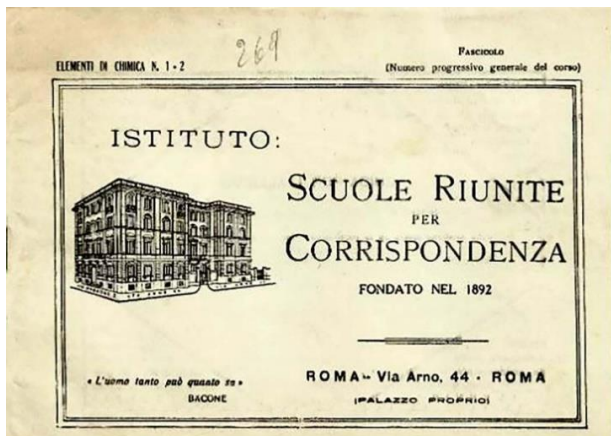 269
FASCICOLO
ELEMENTI DI CHIMICA N. 1 - 2
(Numero progressivo generale del corso)
ISTITUTO:
SCUOLE RIUNITE
PER
CORRISPONDENZA
FONDATO NEL 1892
« L'uomo tanto può quanto sa »
BACONE
ROMA - Via Arno, 44 - ROMA
(PALAZZO PROPRIO)